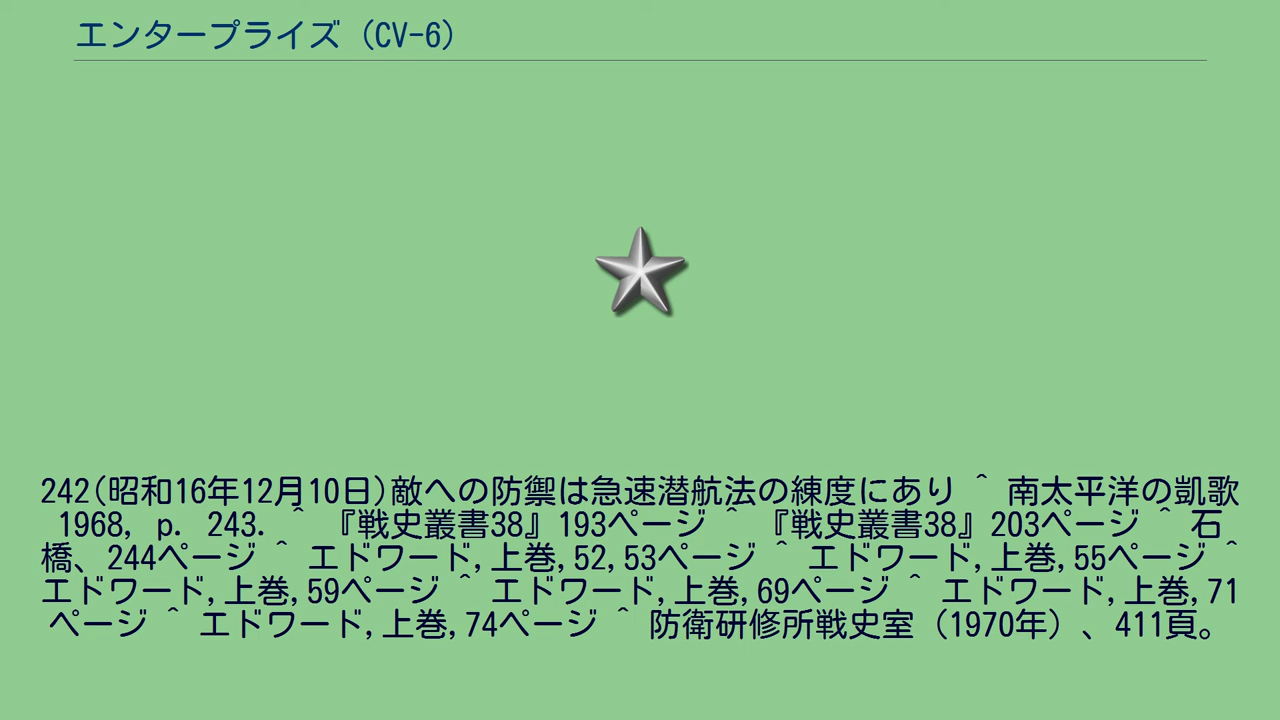 エンタープライズ (CV-6)
242(昭和16年12月10日)敵への防禦は急速潜航法の練度にあり ^ 南太平洋の凱歌
1968, p. 243. ^ 『戦史叢書38』193ページ ^ 『戦史叢書38』203ページ ^ 石
橋、244ページ ^ エドワード,上巻,52,53ページ ^ エドワード,上巻,55ページ ^
エドワード,上巻,59ページ ^ エドワード,上巻,69ページ ^ エドワード,上巻,71
ページ ^ エドワード,上巻,74ページ ^ 防衛研修所戦史室（1970年）、411頁。